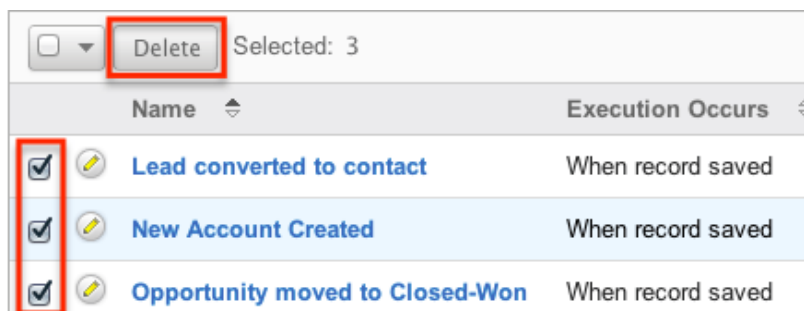 Delete Selected: 3
Name Execution Occurs
Lead converted to contact When record saved
New Account Created When record saved
Opportunity moved to Closed-Won When record saved